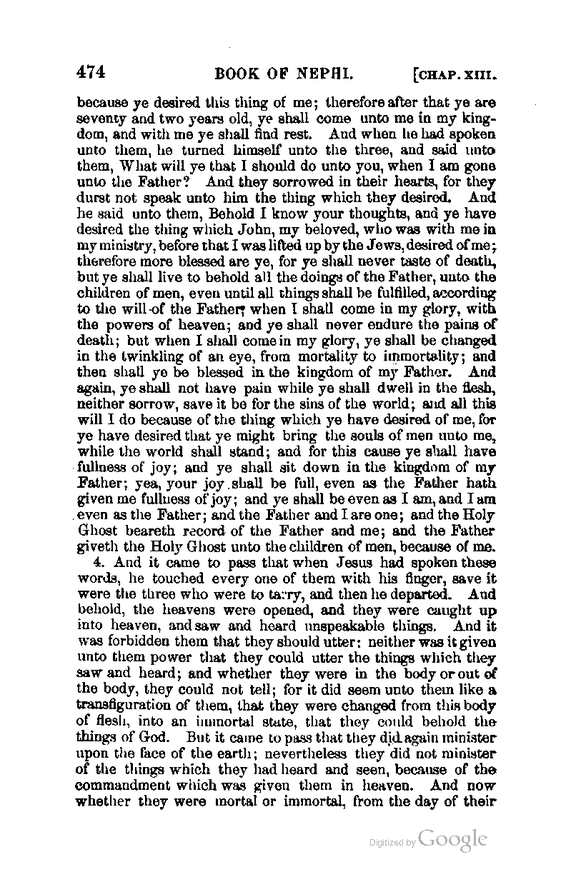 474 BOOK OF NEPHI. [CHAP. XIII.
because ye desired this thing of me; therefore after that ye are
seventy and two years old, ye shall come unto me in my king-
dom, and with me ye shall find rest. And when he had spoken
unto them, he turned himself unto the three, and said unto
them, What will ye that I should do unto you, when I am gone
unto the Father? And they sorrowed in their hearts, for they
durst not speak unto him the thing which they desired. And
he said unto them, Behold I know your thoughts, and ye have
desired the thing which John, my beloved, who was with me in
my ministry, before that I was lifted up by the Jews, desired of me;
therefore more blessed are ye, for ye shall never taste of death,
but ye shall live to behold all the doings of the Father, unto the
children of men, even until all things shall be fulfilled, according
to the will of the Father, when I shall come in my glory, with
the powers of heaven; and ye shall never endure the pains of
death; but when I shall come in my glory, ye shall be changed
in the twinkling of an eye, from mortality to immortality; and
then shall ye be blessed in the kingdom of my Father. And
again, ye shall not have pain while ye shall dwell in the flesh,
neither sorrow, save it be for the sins of the world; and all this
will I do because of the thing which ye have desired of me, for
ye have desired that ye might bring the souls of men unto me,
while the world shall stand; and for this cause ye shall have
fullness of joy; and ye shall sit down in the kingdom of my
Father; yea, your joy shall be full, even as the Father hath
given me fullness of joy; and ye shall be even as I am, and I am
even as the Father; and the Father and I are one; and the Holy
Ghost beareth record of the Father and me; and the Father
giveth the Holy Ghost unto the children of men, because of me.
4. And it came to pass that when Jesus had spoken these
words, he touched every one of them with his finger, save it
were the three who were to tarry, and then he departed. And
behold, the heavens were opened, and they were caught up
into heaven, and saw and heard unspeakable things. And it
was forbidden them that they should utter: neither was it given
unto them power that they could utter the things which they
saw and heard; and whether they were in the body or out of
the body, they could not tell; for it did seem unto them like a
transfiguration of them, that they were changed from this body
of flesh, into an immortal state, that they could behold the
things of God. But it came to pass that they did again minister
upon the face of the earth; nevertheless they did not minister
of the things which they had heard and seen, because of the
commandment which was given them in heaven. And now
whether they were mortal or immortal, from the day of their
Digitized by Google